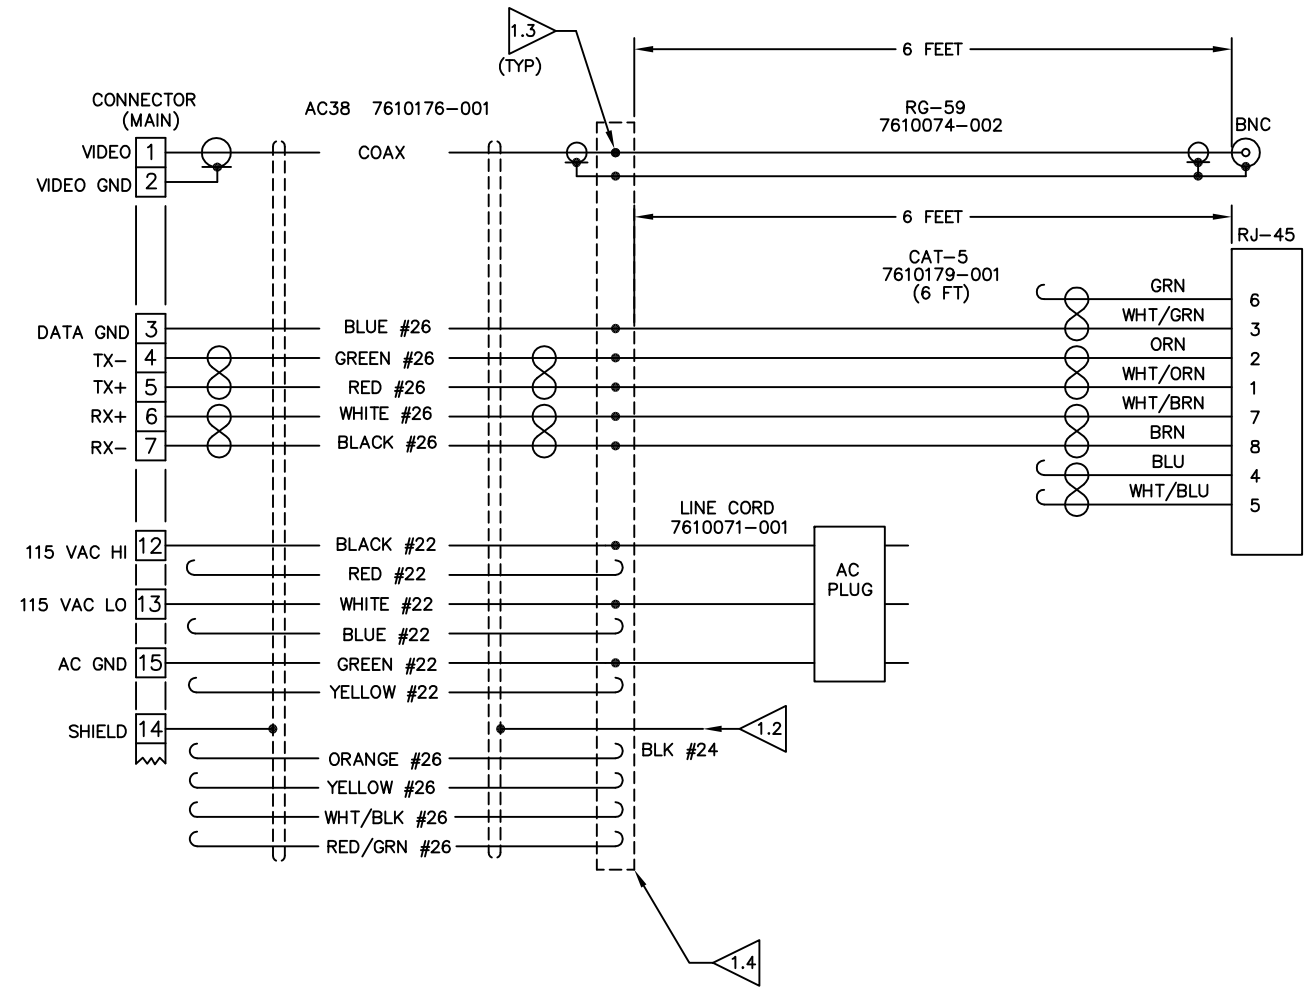 1.3
(TYP)
6 FEET
CONNECTOR
(MAIN)
AC38 7610176-001
RG-59
7610074-002
BNC
VIDEO 1 COAX
VIDEO GND 2
6 FEET
RJ-45
CAT-5
7610179-001
(6 FT)
GRN 6
WHT/GRN 3
DATA GND 3 BLUE #26
ORN 2
TX- 4 GREEN #26
WHT/ORN 1
TX+ 5 RED #26
WHT/BRN 7
RX+ 6 WHITE #26
BRN 8
RX- 7 BLACK #26
BLU 4
WHT/BLU 5
LINE CORD
7610071-001
115 VAC HI 12 BLACK #22
RED #22
AC
PLUG
115 VAC LO 13 WHITE #22
BLUE #22
AC GND 15 GREEN #22
YELLOW #22
SHIELD 14
1.2
BLK #24
ORANGE #26
YELLOW #26
WHT/BLK #26
RED/GRN #26
1.4